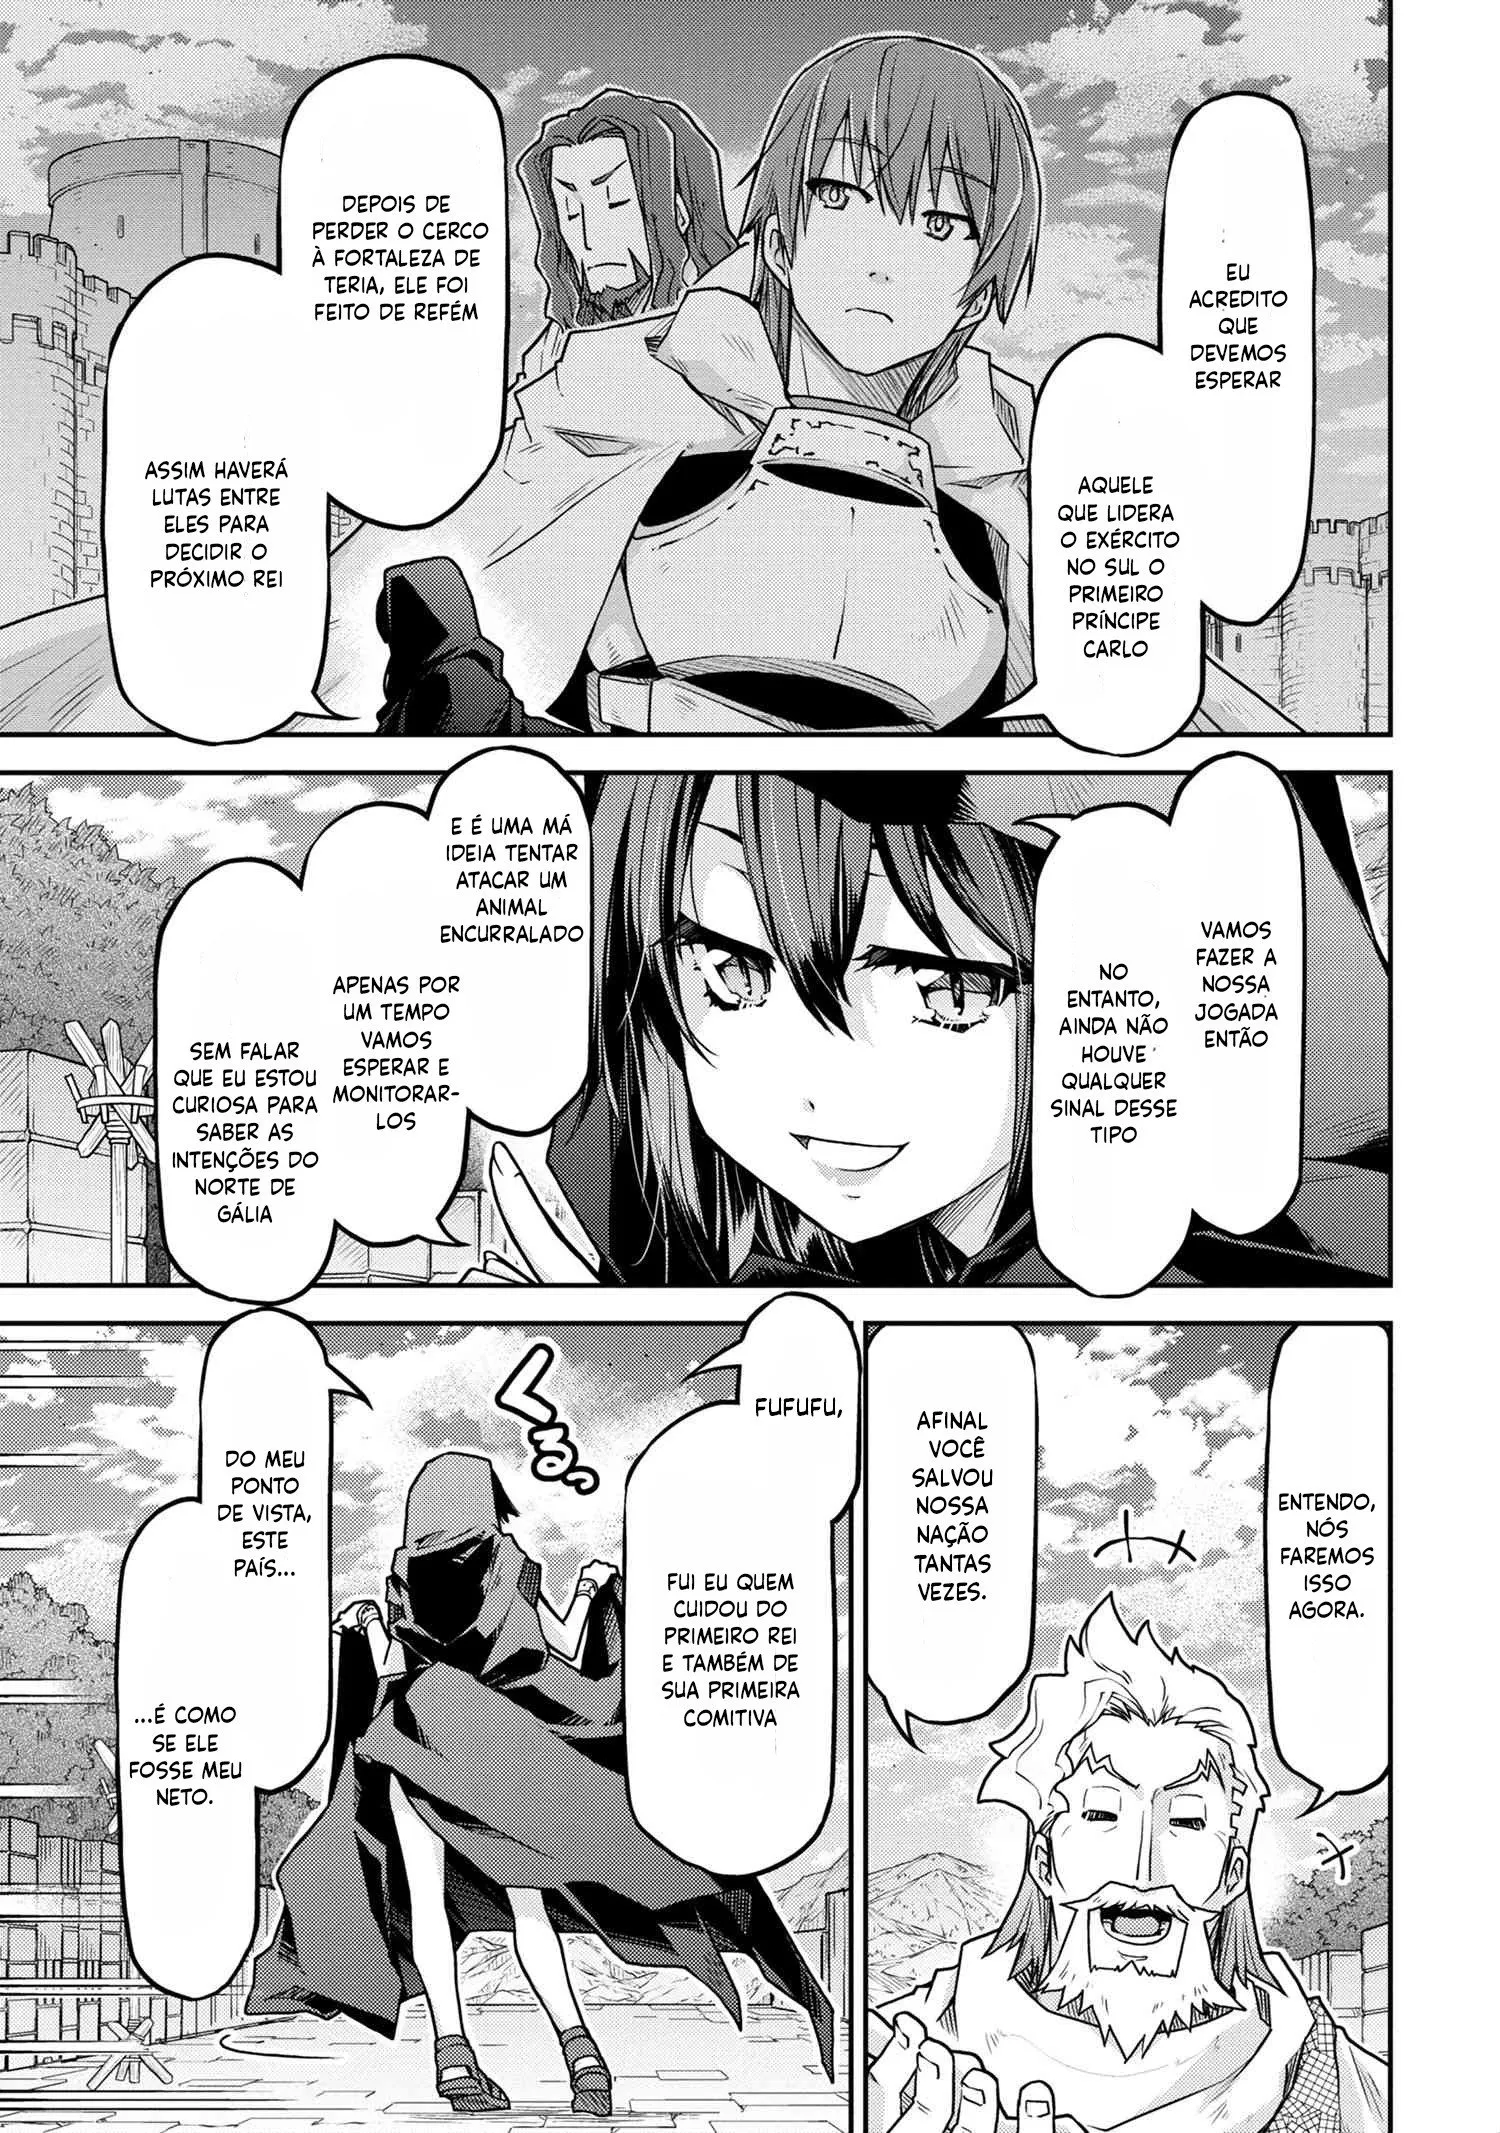 EU
ACREDITO
QUE
DEVEMOS
ESPERAR
AQUELE
QUE LIDERA
O EXÉRCITO
NO SUL O
PRIMEIRO
PRÍNCIPE
CARLO
DEPOIS DE
PERDER O CERCO
À FORTALEZA DE
TERIA, ELE FOI
FEITO DE REFÉM
ASSIM HAVERÁ
LUTAS ENTRE
ELES PARA
DECIDIR O
PRÓXIMO REI
VAMOS
FAZER A
NOSSA
JOGADA
ENTÃO
NO
ENTANTO,
AINDA NÃO
HOUVE
QUALQUER
SINAL DESSE
TIPO
E É UMA MÁ
IDEIA TENTAR
ATACAR UM
ANIMAL
ENCURRALADO
APENAS POR
UM TEMPO
VAMOS
ESPERAR E
MONITORAR-
LOS
SEM FALAR
QUE EU ESTOU
CURIOSA PARA
SABER AS
INTENÇÕES DO
NORTE DE
GÁLIA
ENTENDO,
NÓS
FAREMOS
ISSO
AGORA.
AFINAL
VOCÊ
SALVOU
NOSSA
NAÇÃO
TANTAS
VEZES.
FUFUFU,
FUI EU QUEM
CUIDOU DO
PRIMEIRO REI
E TAMBÉM DE
SUA PRIMEIRA
COMITIVA
くるっ
DO MEU
PONTO
DE VISTA,
ESTE
PAÍS...
...É COMO
SE ELE
FOSSE MEU
NETO.